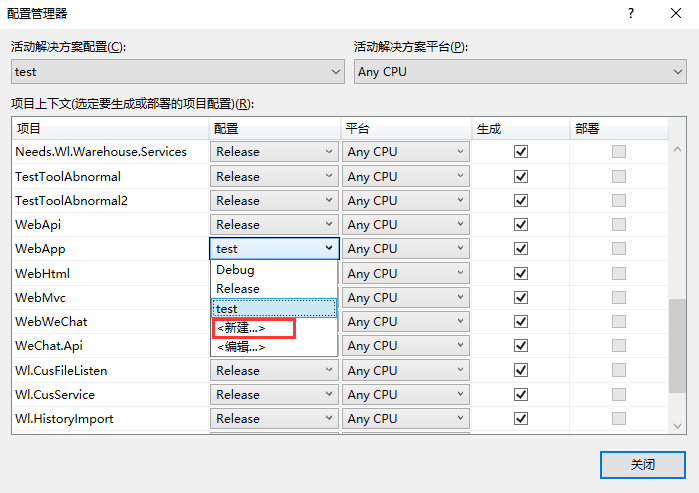 配置管理器
?
活动解决方案配置(C):
活动解决方案平台(P):
test
Any CPU
项目上下文(选定要生成或部署的项目配置)(R):
项目 配置 平台 生成 部署
Needs.Wl.Warehouse.Services Release Any CPU
TestToolAbnormal Release Any CPU
TestToolAbnormal2 Release Any CPU
WebApi Release Any CPU
WebApp test Any CPU
WebHtml Debug Any CPU
Release
WebMvc test Any CPU
WebWeChat <新建...> Any CPU
WeChat.Api <编辑...> Any CPU
Wl.CusFileListen Release Any CPU
Wl.CusService Release Any CPU
Wl.HistoryImport Release Any CPU
关闭